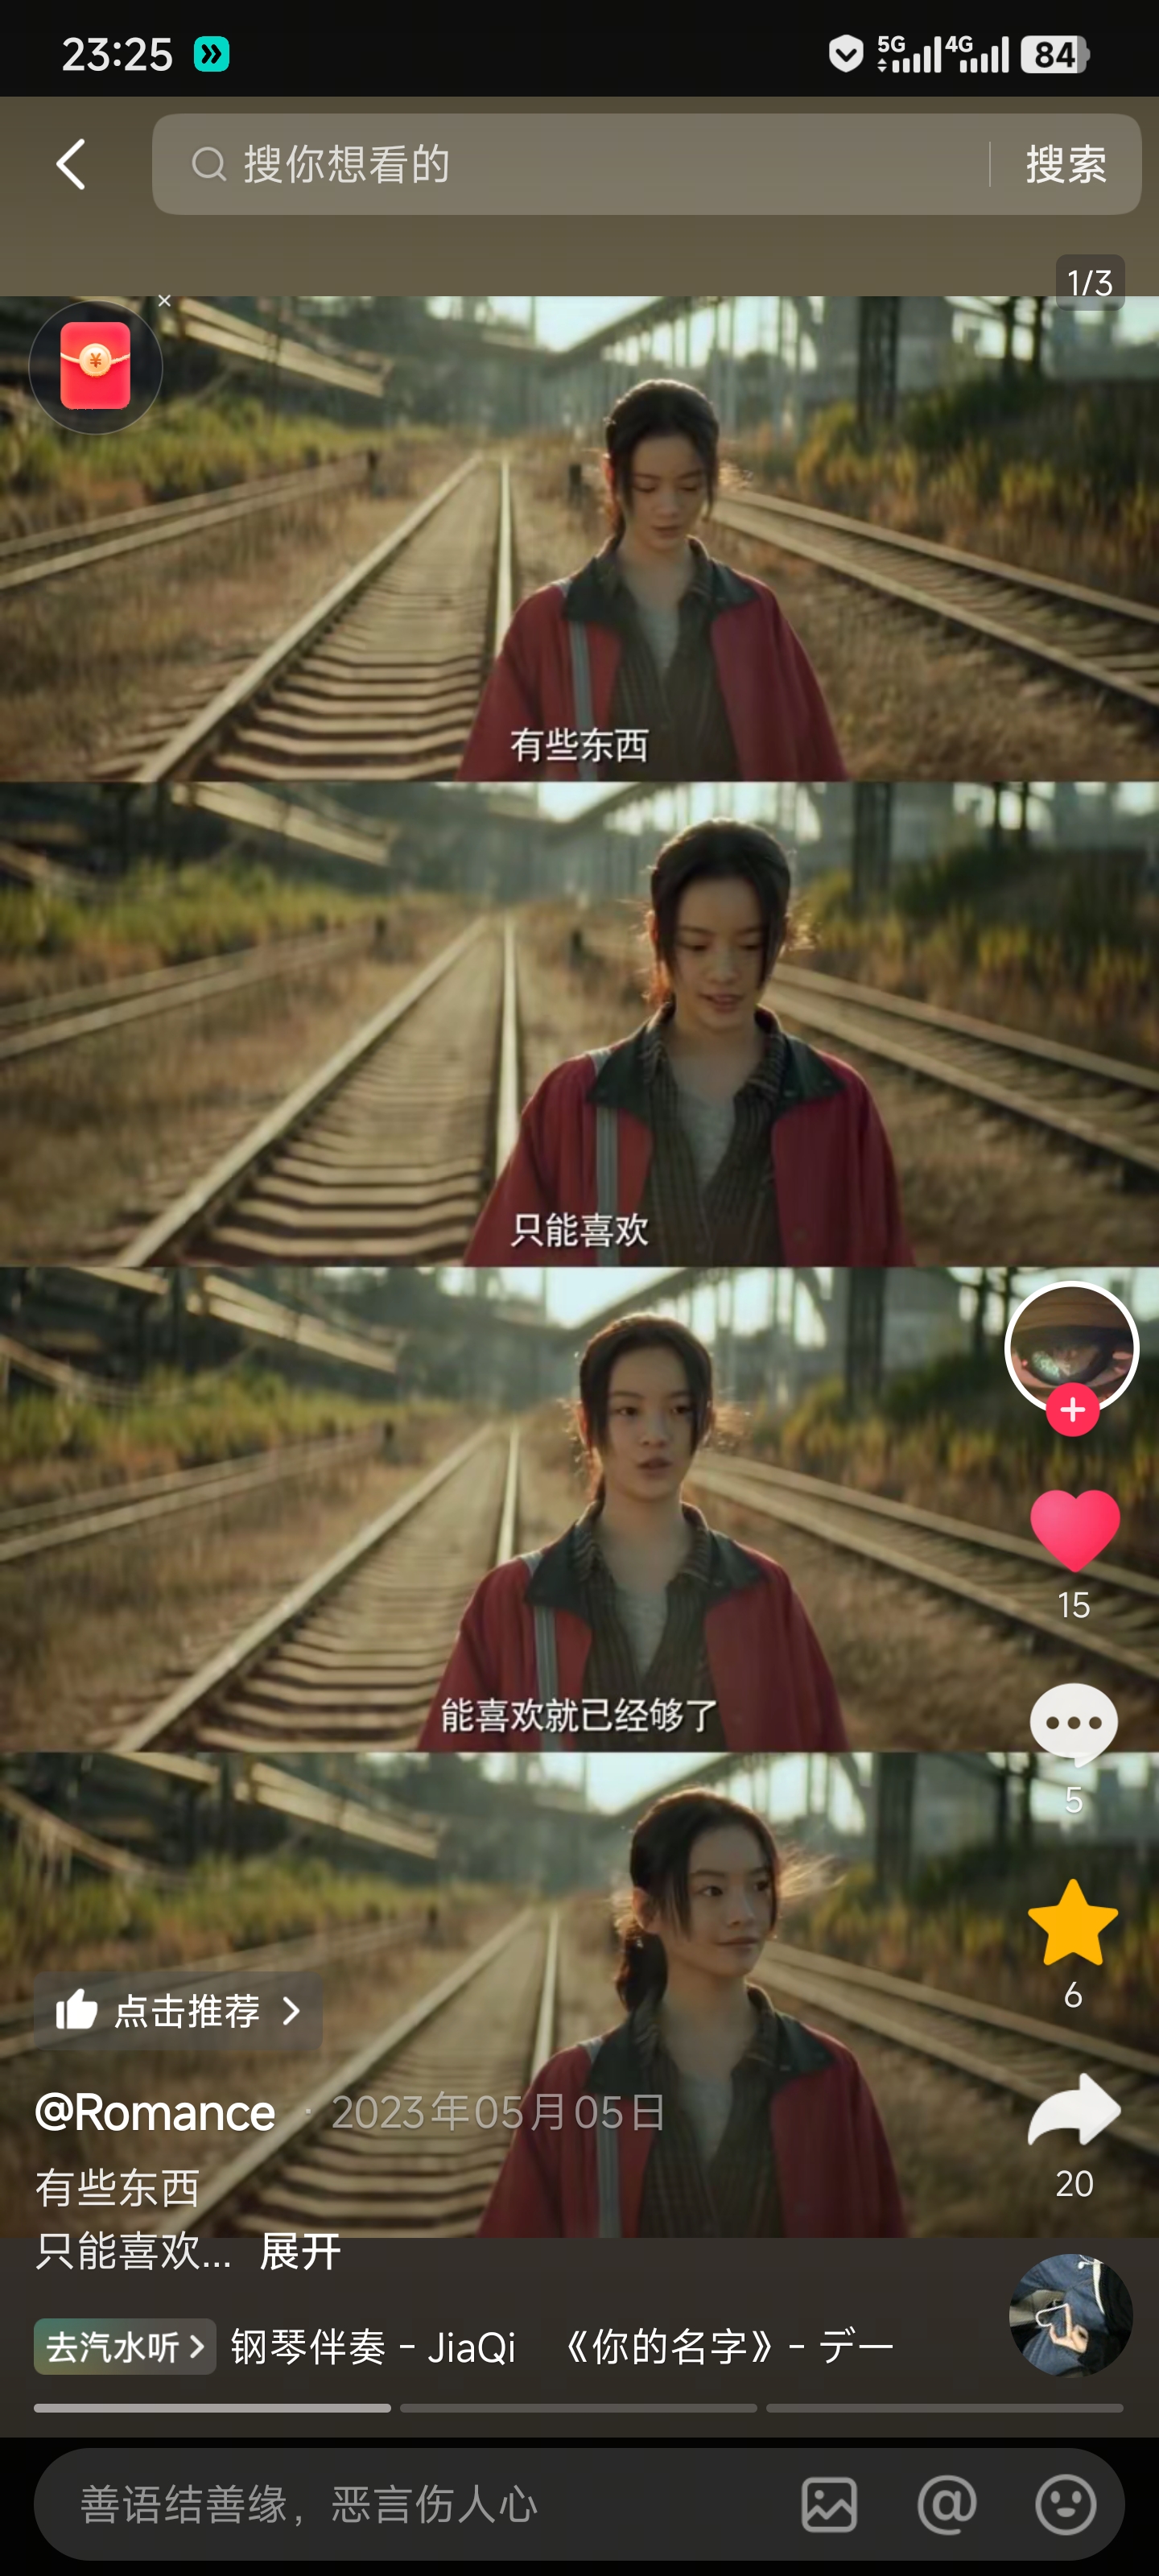 23:25
5G 4G 84
搜你想看的 搜索
1/3
有些东西
只能喜欢
能喜欢就已经够了
15
5
6
点击推荐
@Romance · 2023年05月05日
20
有些东西
只能喜欢... 展开
去汽水听 钢琴伴奏 - JiaQi 《你的名字》- デー
善语结善缘，恶言伤人心